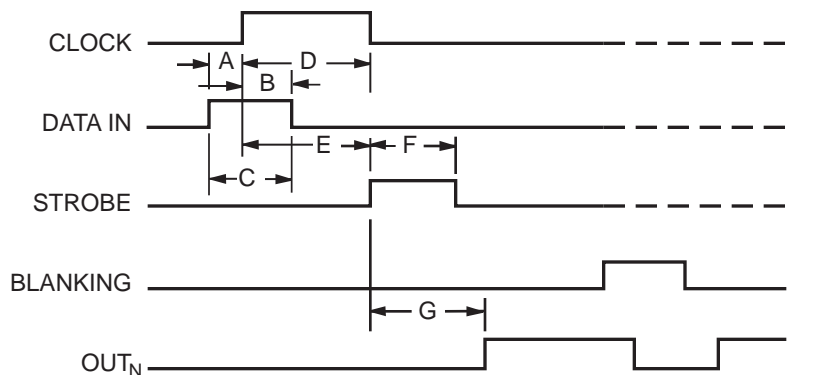 CLOCK
A
D
B
DATA IN
E
F
C
STROBE
BLANKING
G
OUTN